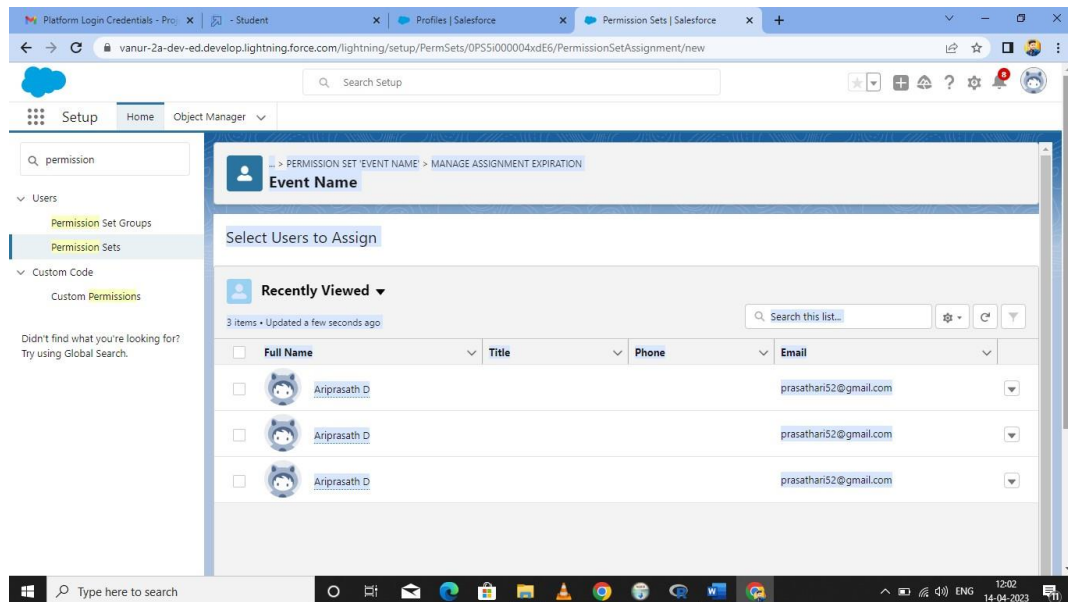 Platform Login Credentials - Proj
- Student
Profiles | Salesforce
Permission Sets | Salesforce
vanur-2a-dev-ed.develop.lightning.force.com/lightning/setup/PermSets/0PS5i000004xdE6/PermissionSetAssignment/new
Search Setup
8
Setup
Home
Object Manager
permission
Users
Permission Set Groups
Permission Sets
Custom Code
Custom Permissions
Didn't find what you're looking for?
Try using Global Search.
... > PERMISSION SET 'EVENT NAME' > MANAGE ASSIGNMENT EXPIRATION
Event Name
Select Users to Assign
Recently Viewed
3 items • Updated a few seconds ago
Search this list...
Full Name Title Phone Email
Ariprasath D prasathari52@gmail.com
Ariprasath D prasathari52@gmail.com
Ariprasath D prasathari52@gmail.com
Type here to search
ENG
12:02
14-04-2023